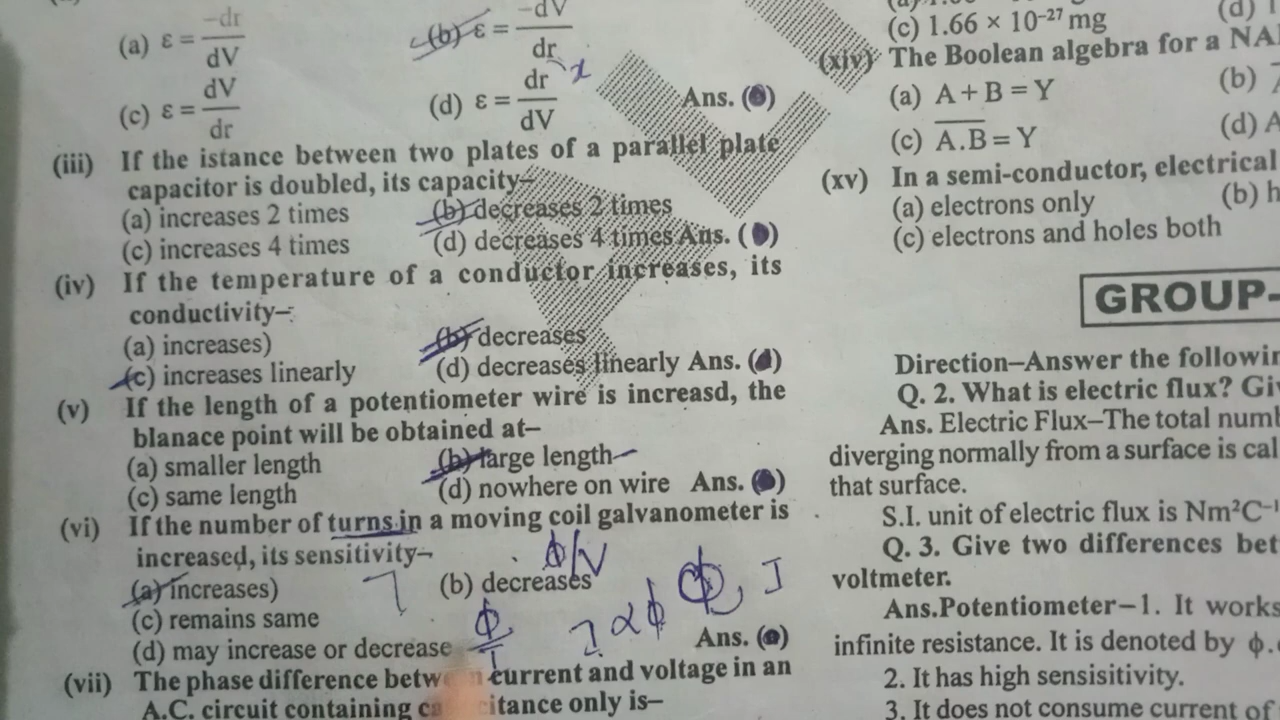 (a) ε = -dr/dV
(b) ε = -dV/dr
x
(c) ε = dV/dr
(d) ε = dr/dV Ans. ( )
(iii) If the istance between two plates of a parallel plate
capacitor is doubled, its capacity–
(a) increases 2 times (b) decreases 2 times
(c) increases 4 times (d) decreases 4 times Ans. ( )
(iv) If the temperature of a conductor increases, its
conductivity–
(a) increases) (b) decreases
(c) increases linearly (d) decreases linearly Ans. (d)
(v) If the length of a potentiometer wire is increasd, the
blanace point will be obtained at–
(a) smaller length (b) large length
(c) same length (d) nowhere on wire Ans. ( )
(vi) If the number of turns in a moving coil galvanometer is
increased, its sensitivity–
ϕ/V
(a) increases) (b) decreases
ϕ, I
(c) remains same
ϕ/I
I α ϕ
(d) may increase or decrease Ans. (a)
(vii) The phase difference between current and voltage in an
A.C. circuit containing itance only is–
(c) 1.66 × 10⁻²⁷ mg (d)
(xiv) The Boolean algebra for a
(a) A + B = Y (b)
(c) A̅.̅B̅ = Y (d) A
(xv) In a semi-conductor, electrical
(a) electrons only (b)
(c) electrons and holes both
GROUP-
Direction–Answer the
Q. 2. What is electric flux?
Ans. Electric Flux–The total
diverging normally from a surface is
that surface.
S.I. unit of electric flux is Nm²C⁻¹
Q. 3. Give two differences
voltmeter.
Ans.Potentiometer–1. It works
infinite resistance. It is denoted by ϕ.
2. It has high sensisitivity.
3. It does not consume current of